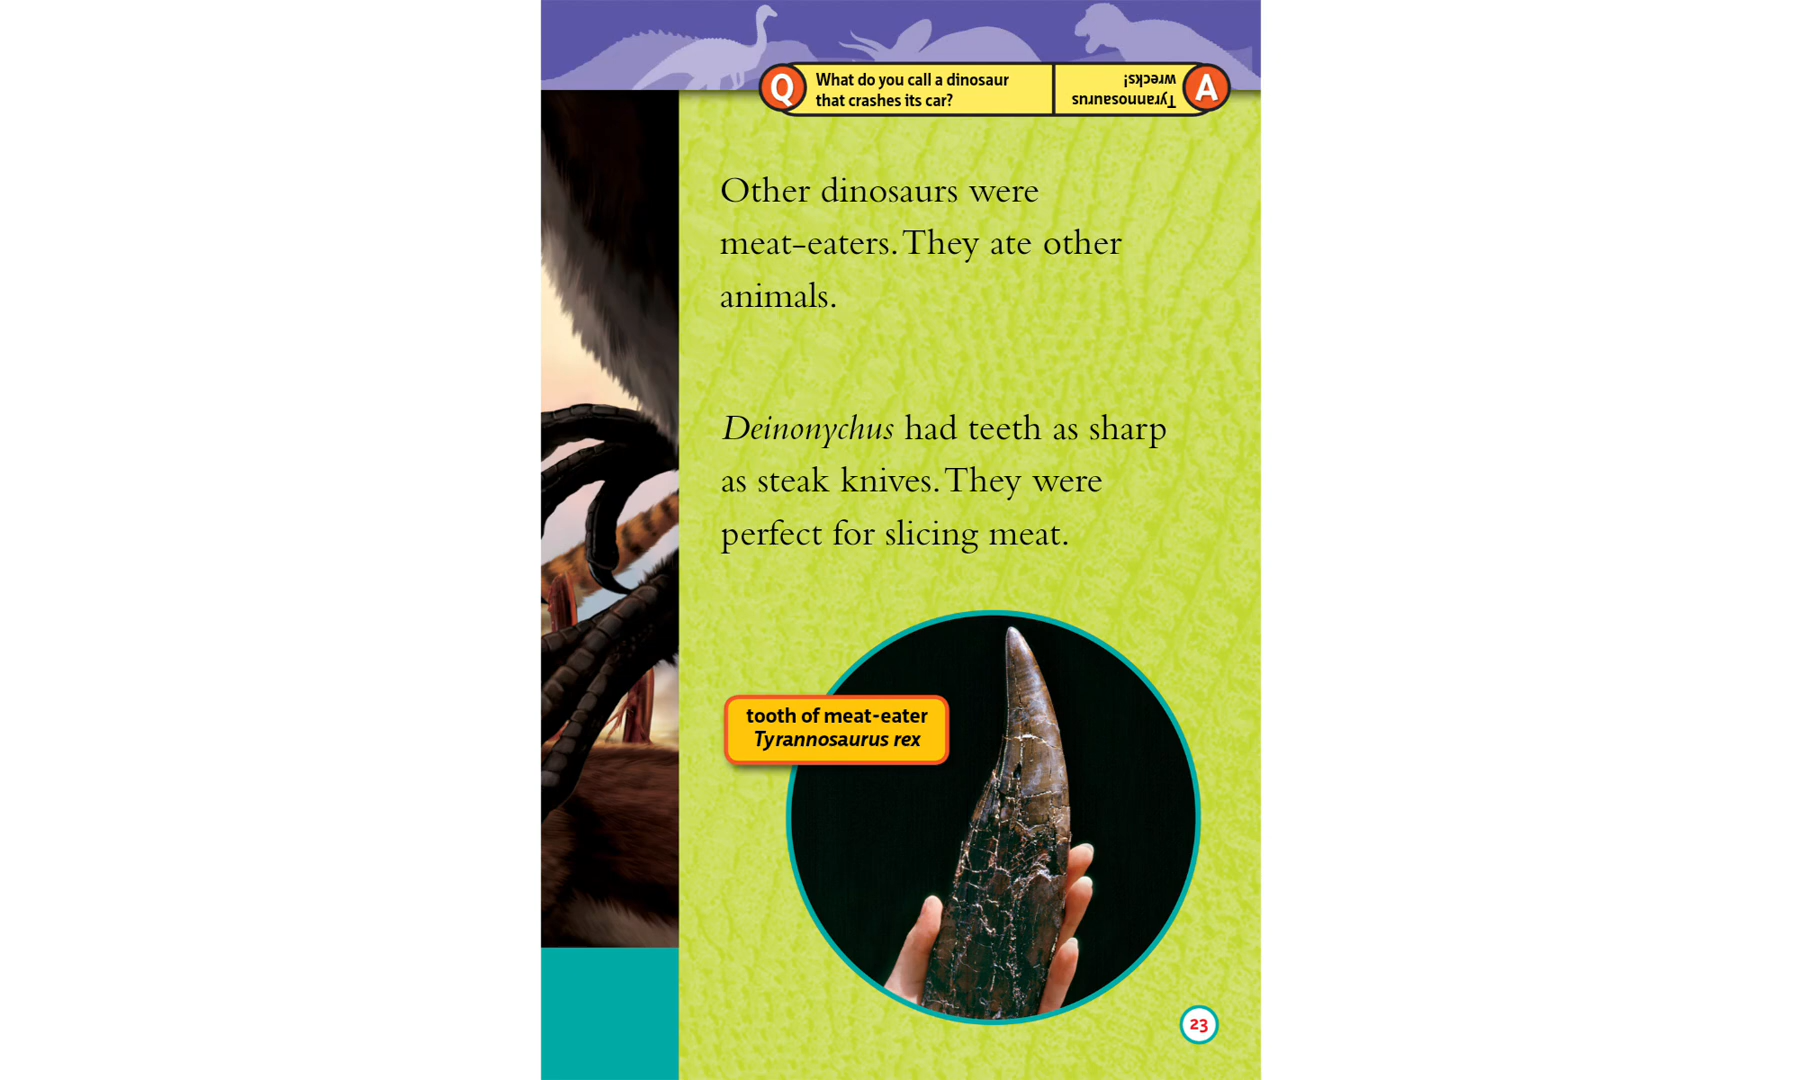 Q
What do you call a dinosaur
that crashes its car?
A
Tyrannosaurus
wrecks!
Other dinosaurs were
meat-eaters. They ate other
animals.
Deinonychus had teeth as sharp
as steak knives. They were
perfect for slicing meat.
tooth of meat-eater
Tyrannosaurus rex
23